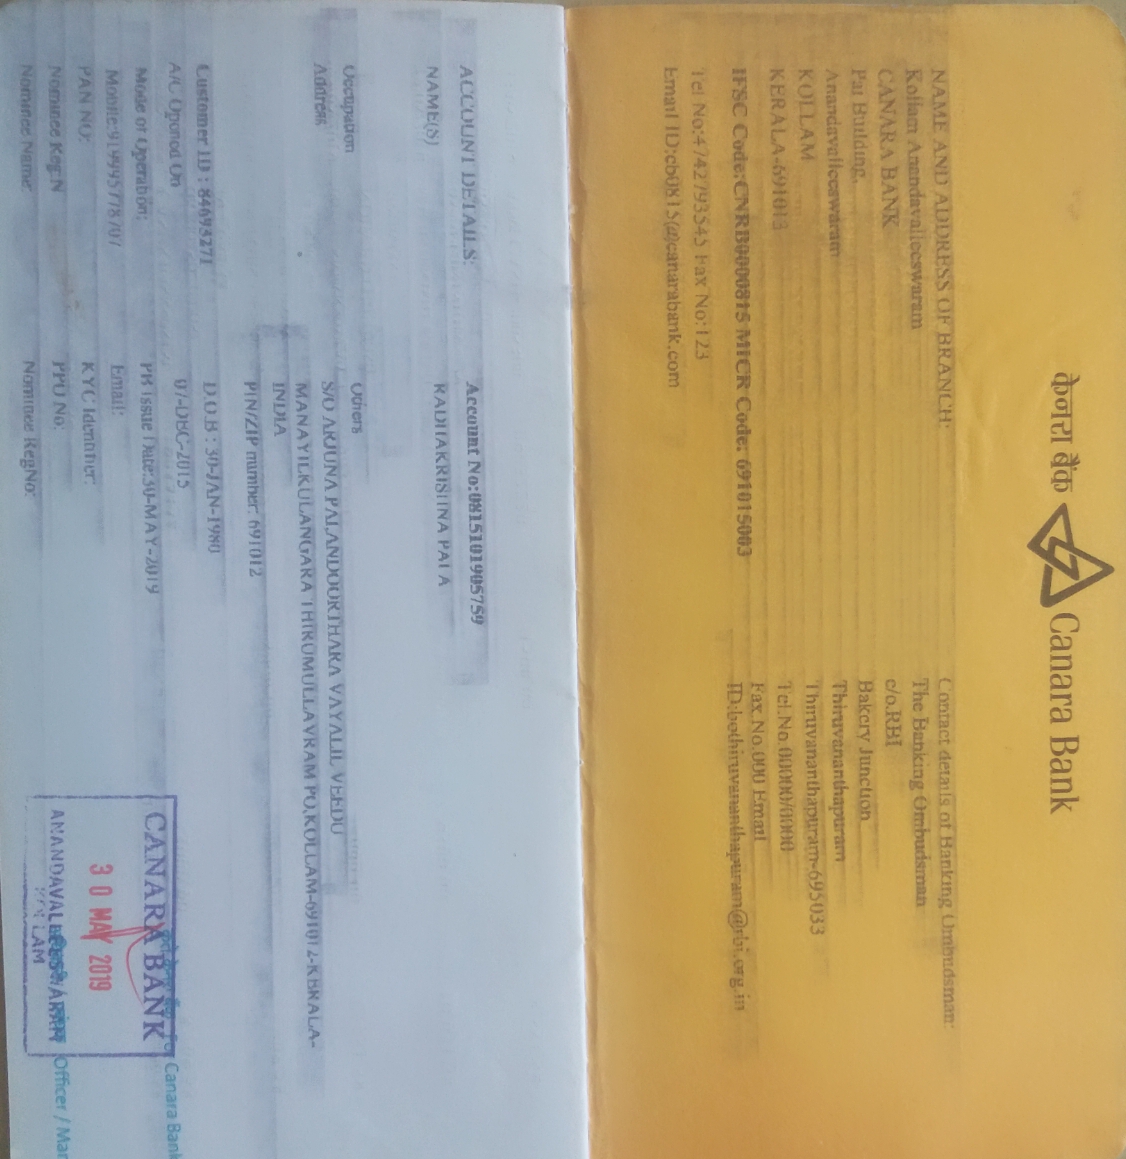 केनरा बैंक Canara Bank
NAME AND ADDRESS OF BRANCH:
Kollam Anandavalleeswaram
CANARA BANK
Pai Building,
Anandavalleeswaram
KOLLAM
KERALA-691013
IFSC Code:CNRB0000815 MICR Code: 691015003
Tel No:4742793545 Fax No:123
Email ID:cb0815@canarabank.com
Contact details of Banking Ombudsman:
The Banking Ombudsman
c/o.RBI
Bakery Junction
Thiruvananthapuram
Thiruvananthapuram-695033
Tel.No.00000/0000
Fax.No.000 Email
ID:bothiruvananthapuram@rbi.org.in
ACCOUNT DETAILS: Account No:0815101905759
NAME(S) RADHAKRISHNA PAI A
Occupation Others
Address S/O ARJUNA PAI,ANDOORTHARA VAYALIL VEEDU
MANAYILKULANGARA THIRUMULLAVRAM PO,KOLLAM-691012-KERALA-
INDIA
PIN/ZIP number: 691012
Customer ID : 84693271 D.O.B : 30-JAN-1980
A/C Opened On 07-DEC-2015
Mode of Operation: PB Issue Date:30-MAY-2019
Mobile:919995778707 Email:
PAN NO: KYC Identifier:
Nominee Reg.N PPO No:
Nominee Name: Nominee RegNo:
CANARA BANK
30 MAY 2019
ANANDAVALLEESWARAM
KOLLAM
Canara Bank
Officer / Man